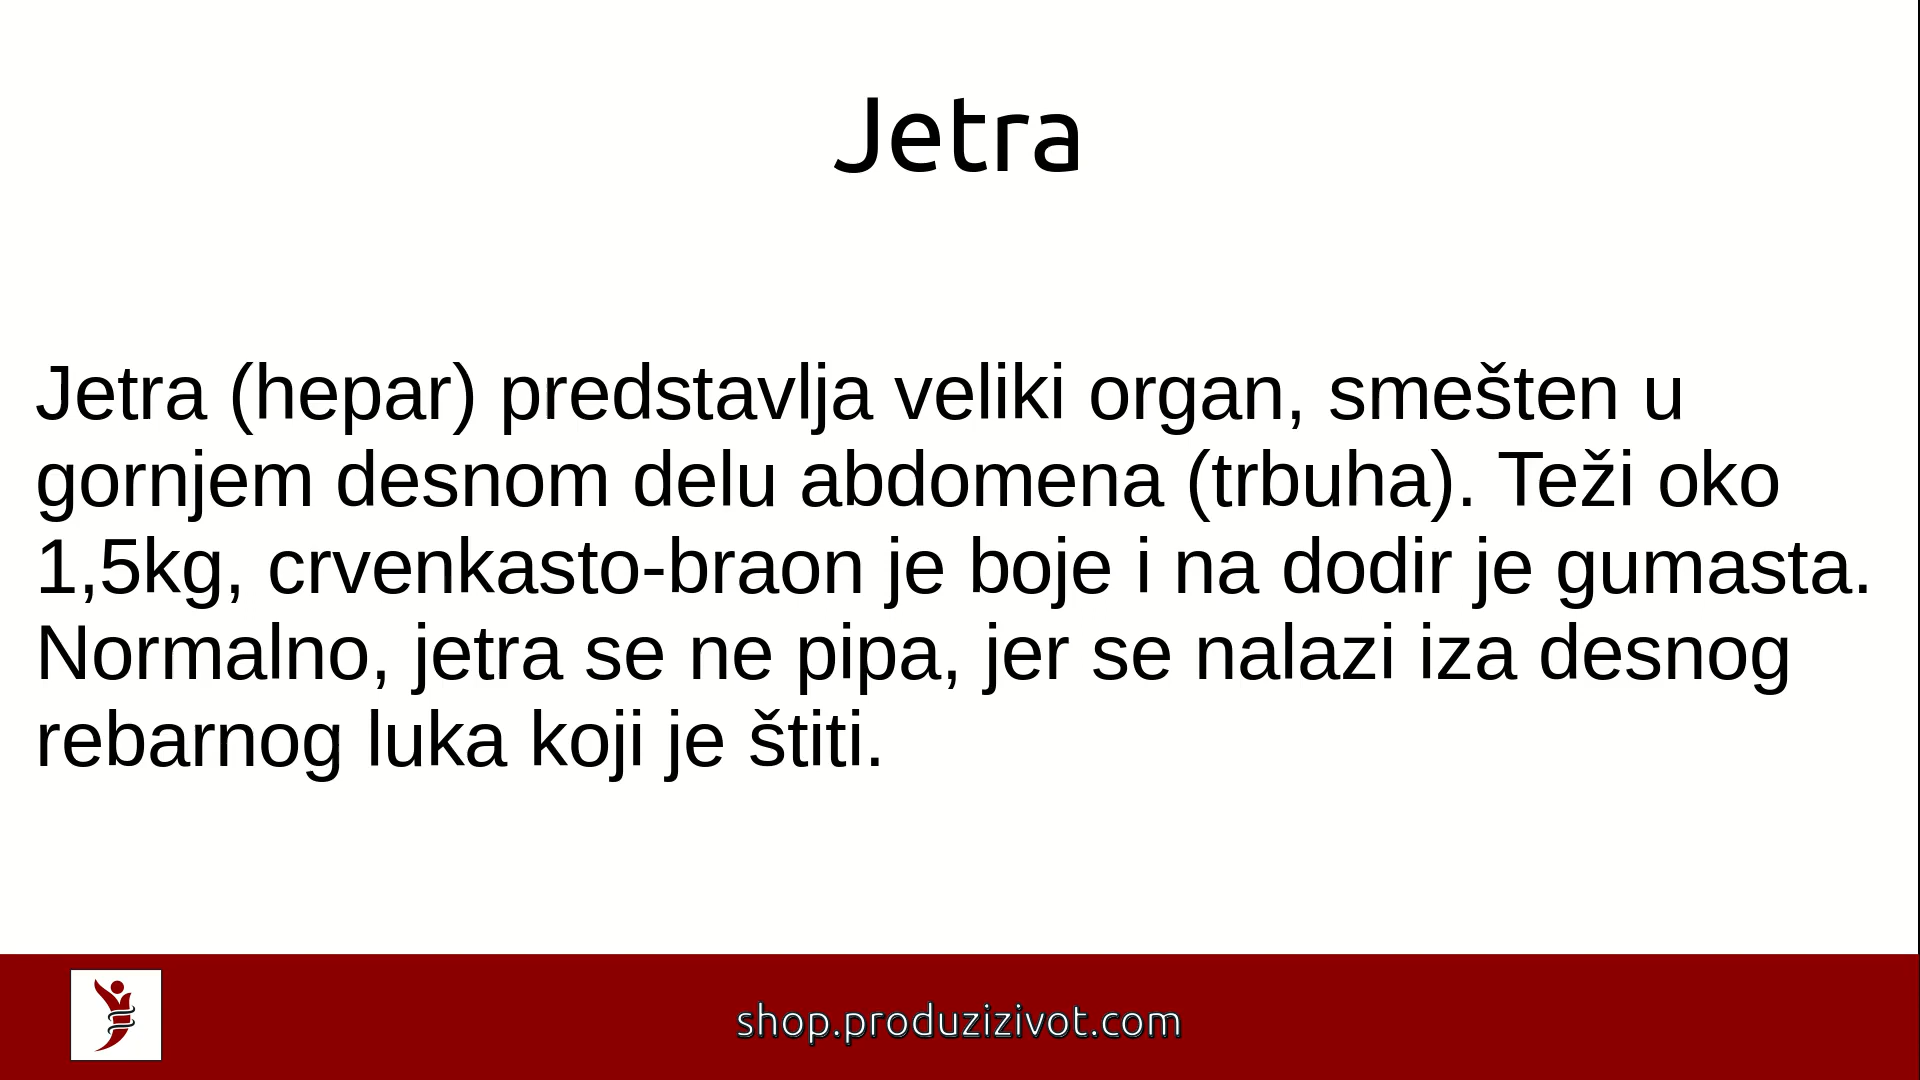 Jetra
Jetra (hepar) predstavlja veliki organ, smešten u
gornjem desnom delu abdomena (trbuha). Teži oko
1,5kg, crvenkasto-braon je boje i na dodir je gumasta.
Normalno, jetra se ne pipa, jer se nalazi iza desnog
rebarnog luka koji je štiti.
shop.produzizivot.com